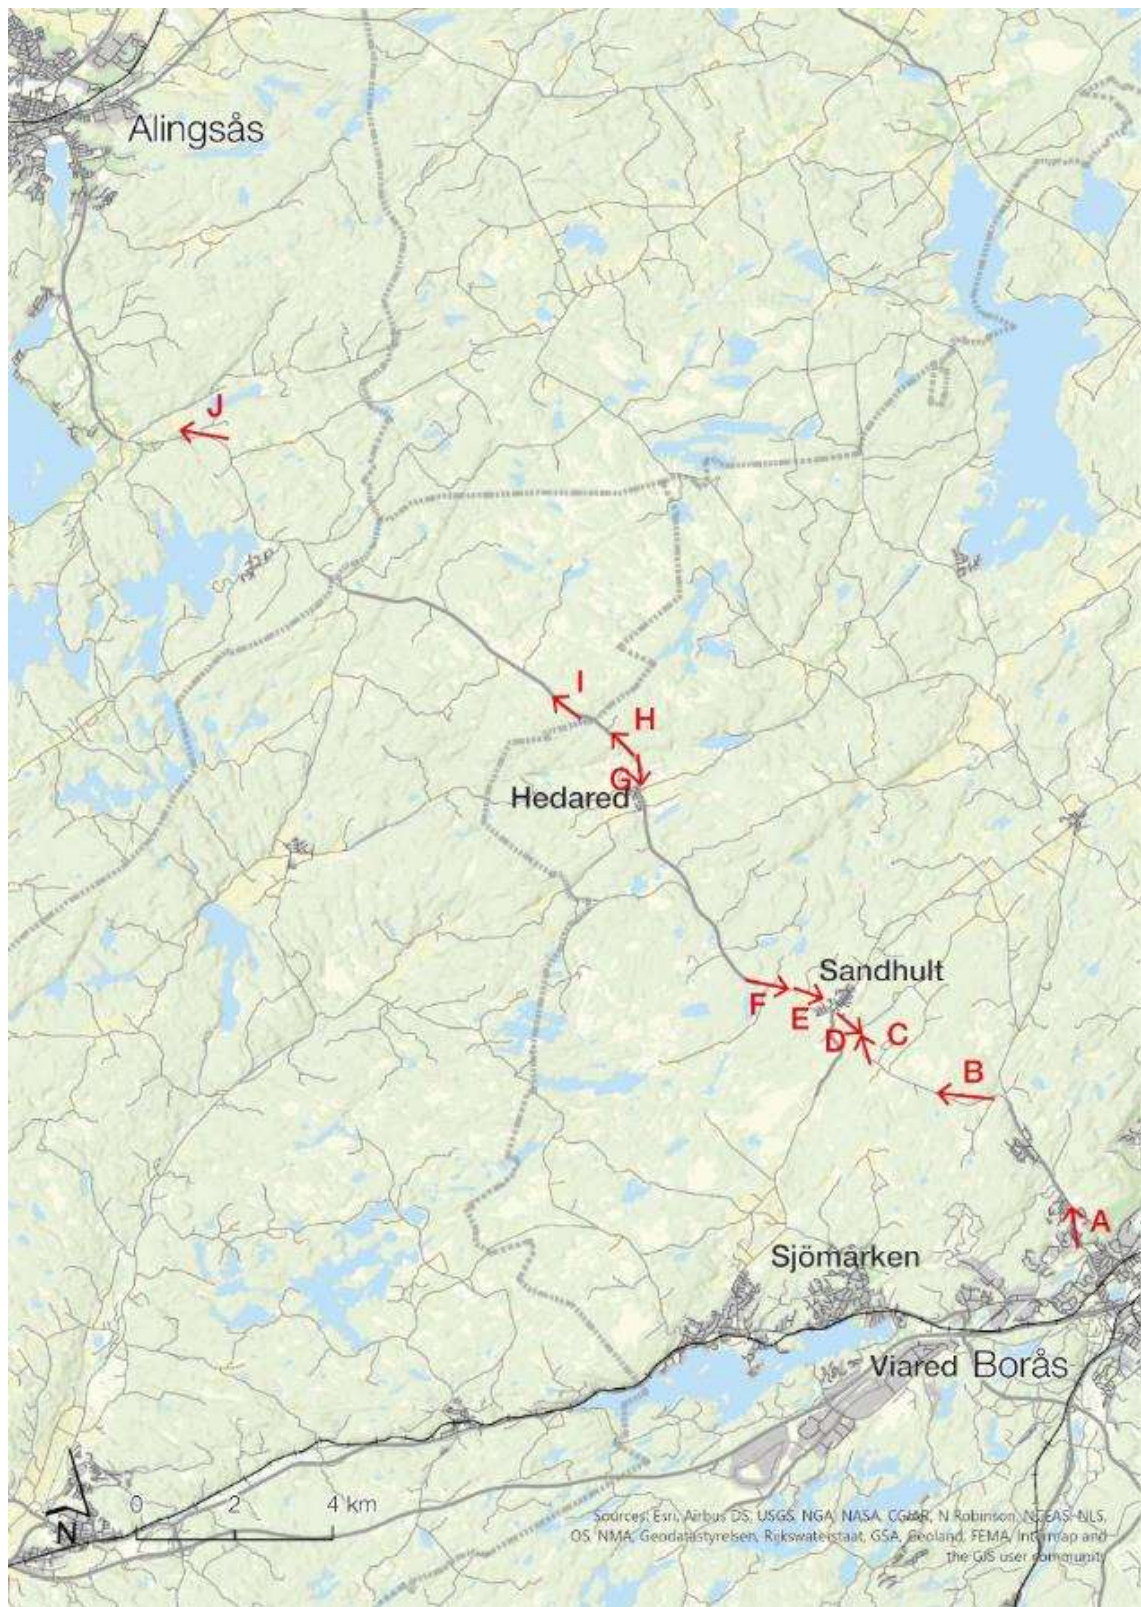 Alingsås
J
I
H
G
Hedared
Sandhult
F
E
D
C
B
A
Sjömarken
Viared Borås
0 2 4 km
N
Sources: Esri, Airbus DS, USGS, NGA, NASA, CGIAR, N Robinson, NCEAS, NLS,
OS, NMA, Geodatastyrelsen, Rijkswaterstaat, GSA, Geoland, FEMA, Intermap and
the GIS user community